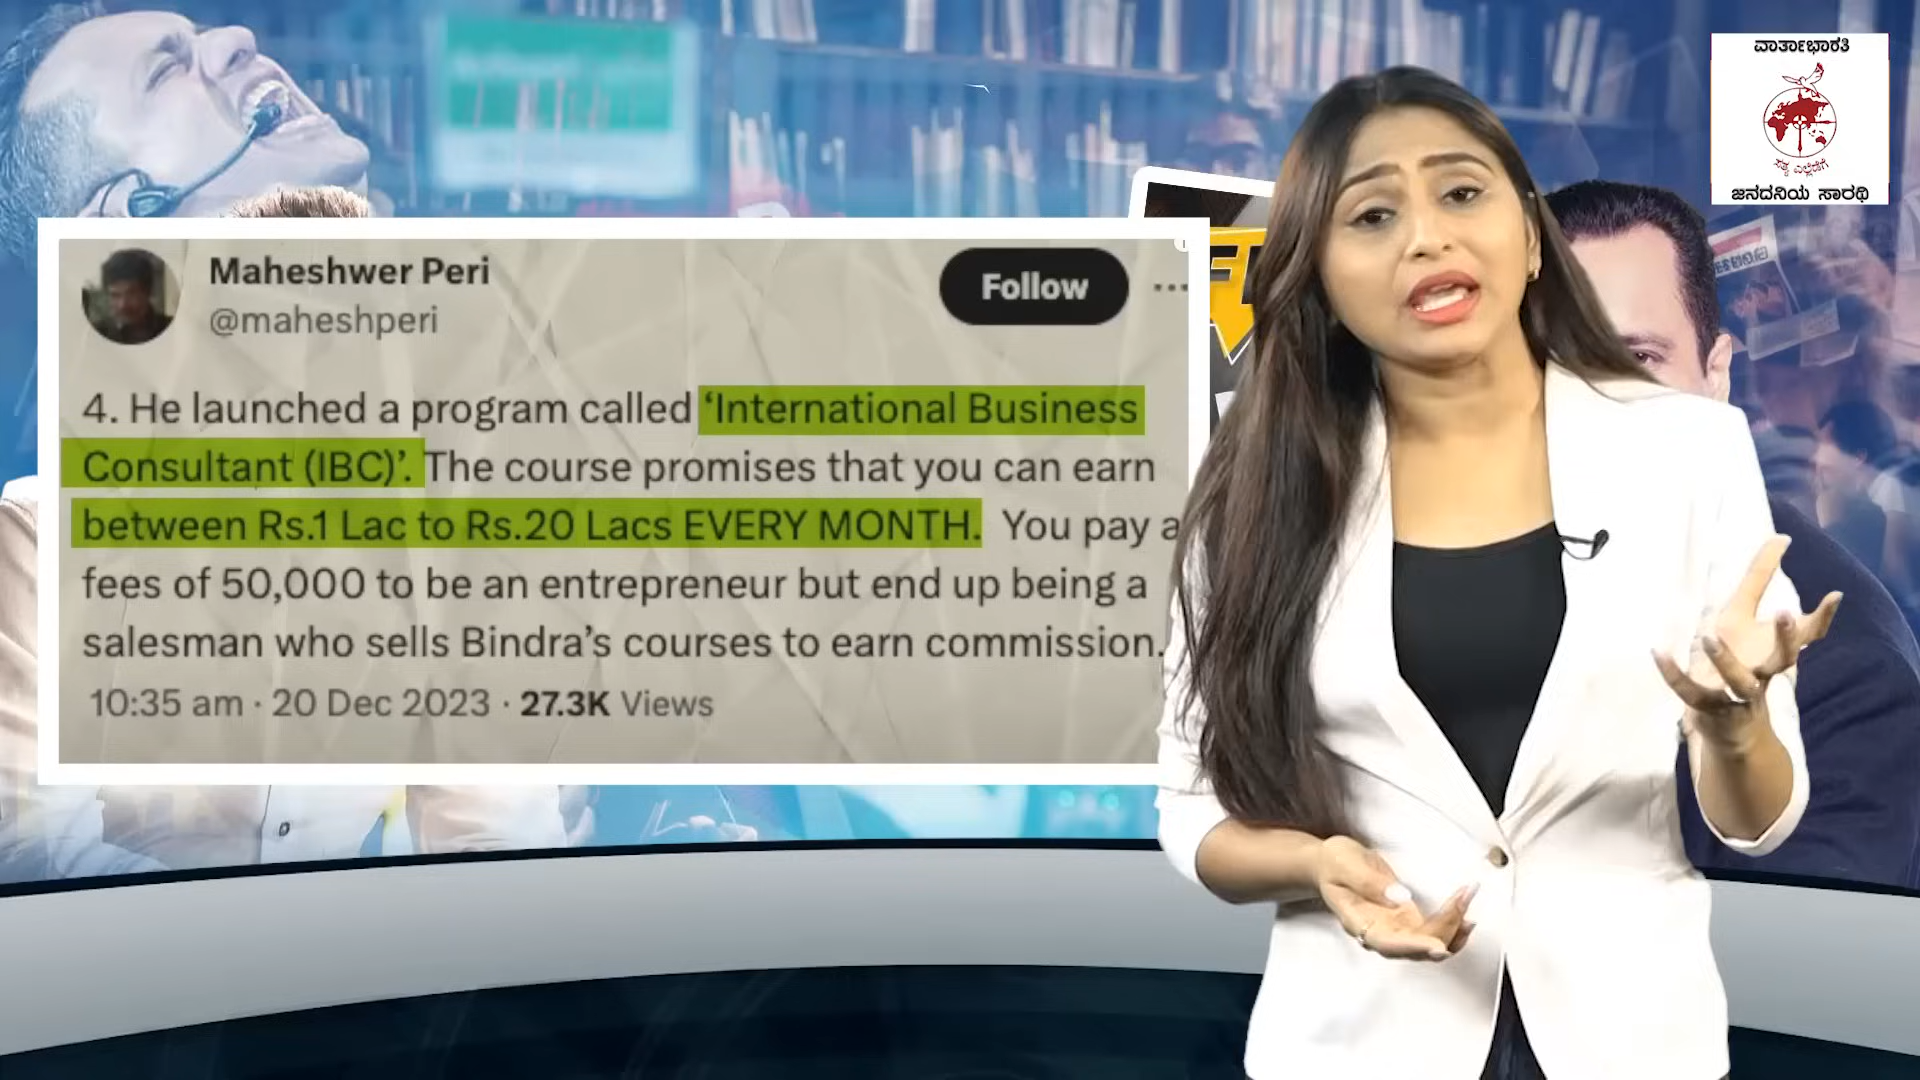 ವಾರ್ತಾಭಾರತಿ
ಸತ್ಯ ಎಲ್ಲೆಡೆಗೆ
ಜನದನಿಯ ಸಾರಥಿ
Maheshwer Peri
@maheshperi
Follow
4. He launched a program called ‘International Business
Consultant (IBC)’. The course promises that you can earn
between Rs.1 Lac to Rs.20 Lacs EVERY MONTH. You pay a
fees of 50,000 to be an entrepreneur but end up being a
salesman who sells Bindra’s courses to earn commission.
10:35 am · 20 Dec 2023 · 27.3K Views